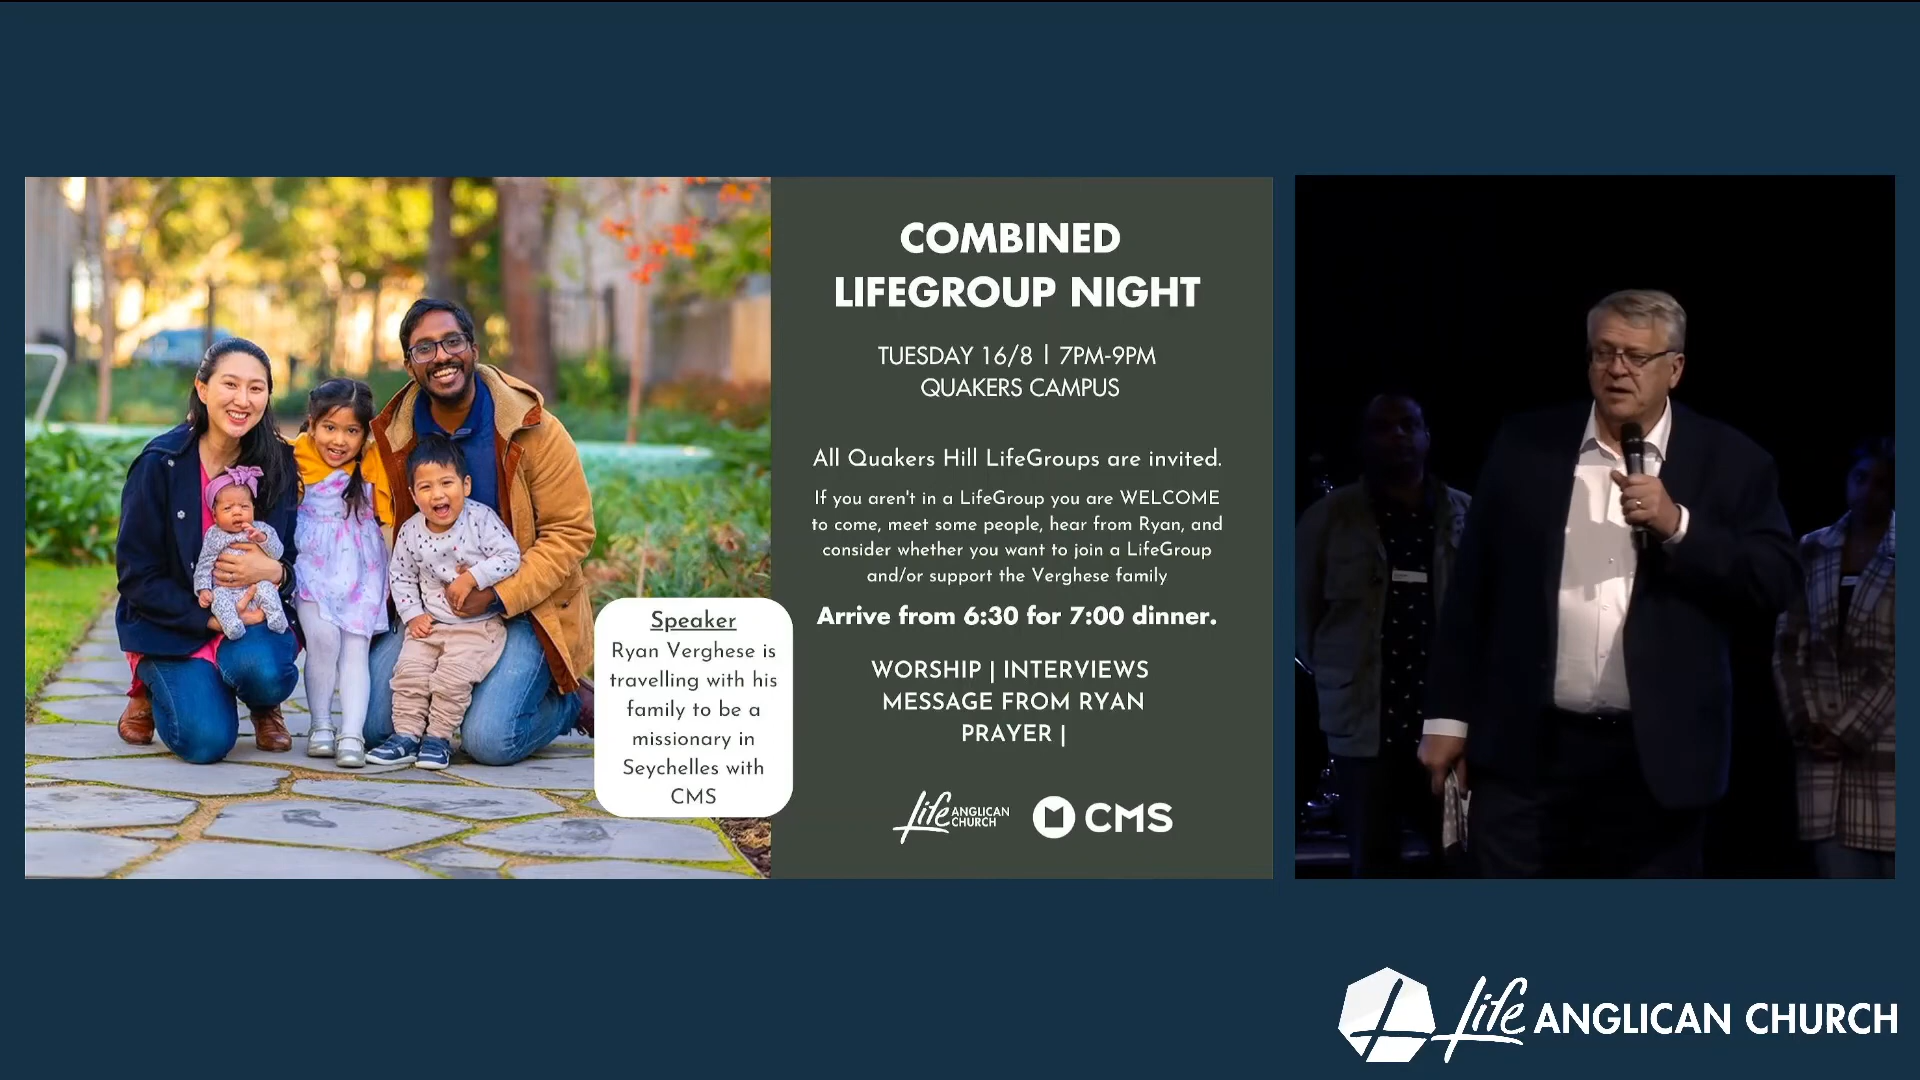 COMBINED
LIFEGROUP NIGHT
TUESDAY 16/8 | 7PM-9PM
QUAKERS CAMPUS
All Quakers Hill LifeGroups are invited.
If you aren't in a LifeGroup you are WELCOME
to come, meet some people, hear from Ryan, and
consider whether you want to join a LifeGroup
and/or support the Verghese family
Arrive from 6:30 for 7:00 dinner.
WORSHIP | INTERVIEWS
MESSAGE FROM RYAN
PRAYER |
Speaker
Ryan Verghese is
travelling with his
family to be a
missionary in
Seychelles with
CMS
Life ANGLICAN
CHURCH
CMS
Life ANGLICAN CHURCH